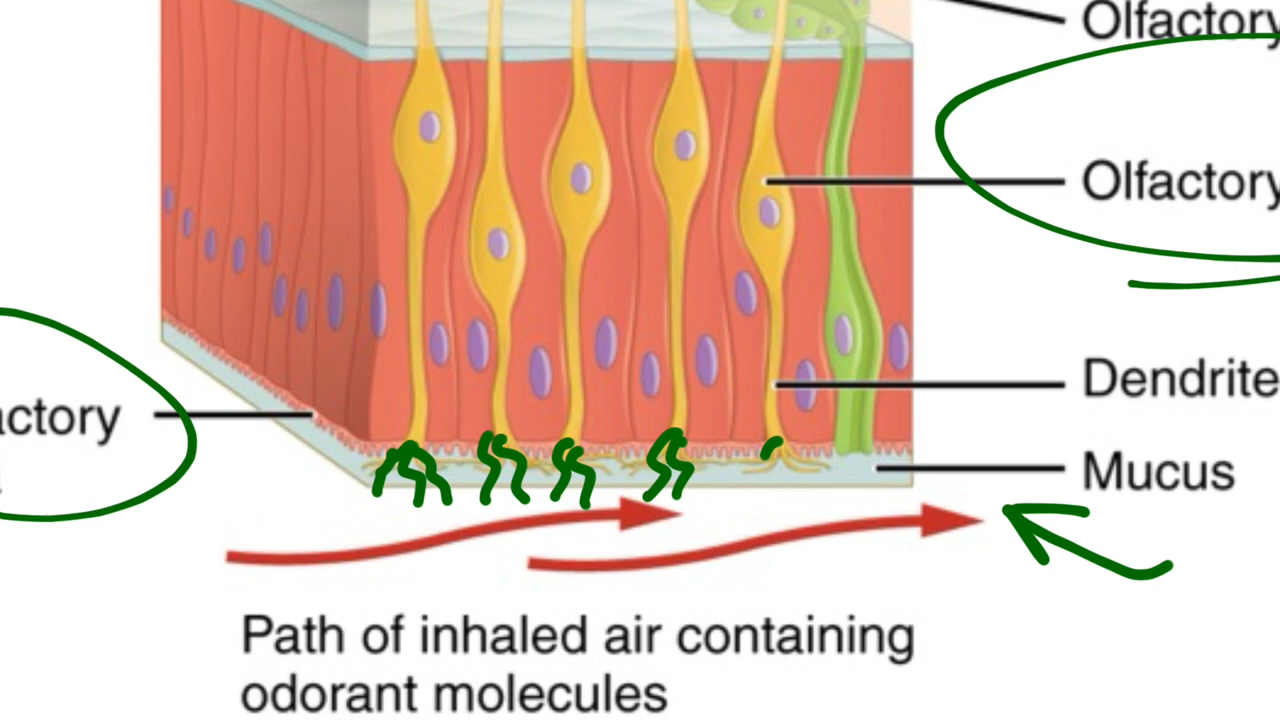 Olfactory
Olfactory
actory
Dendrite
Mucus
Path of inhaled air containing
odorant molecules